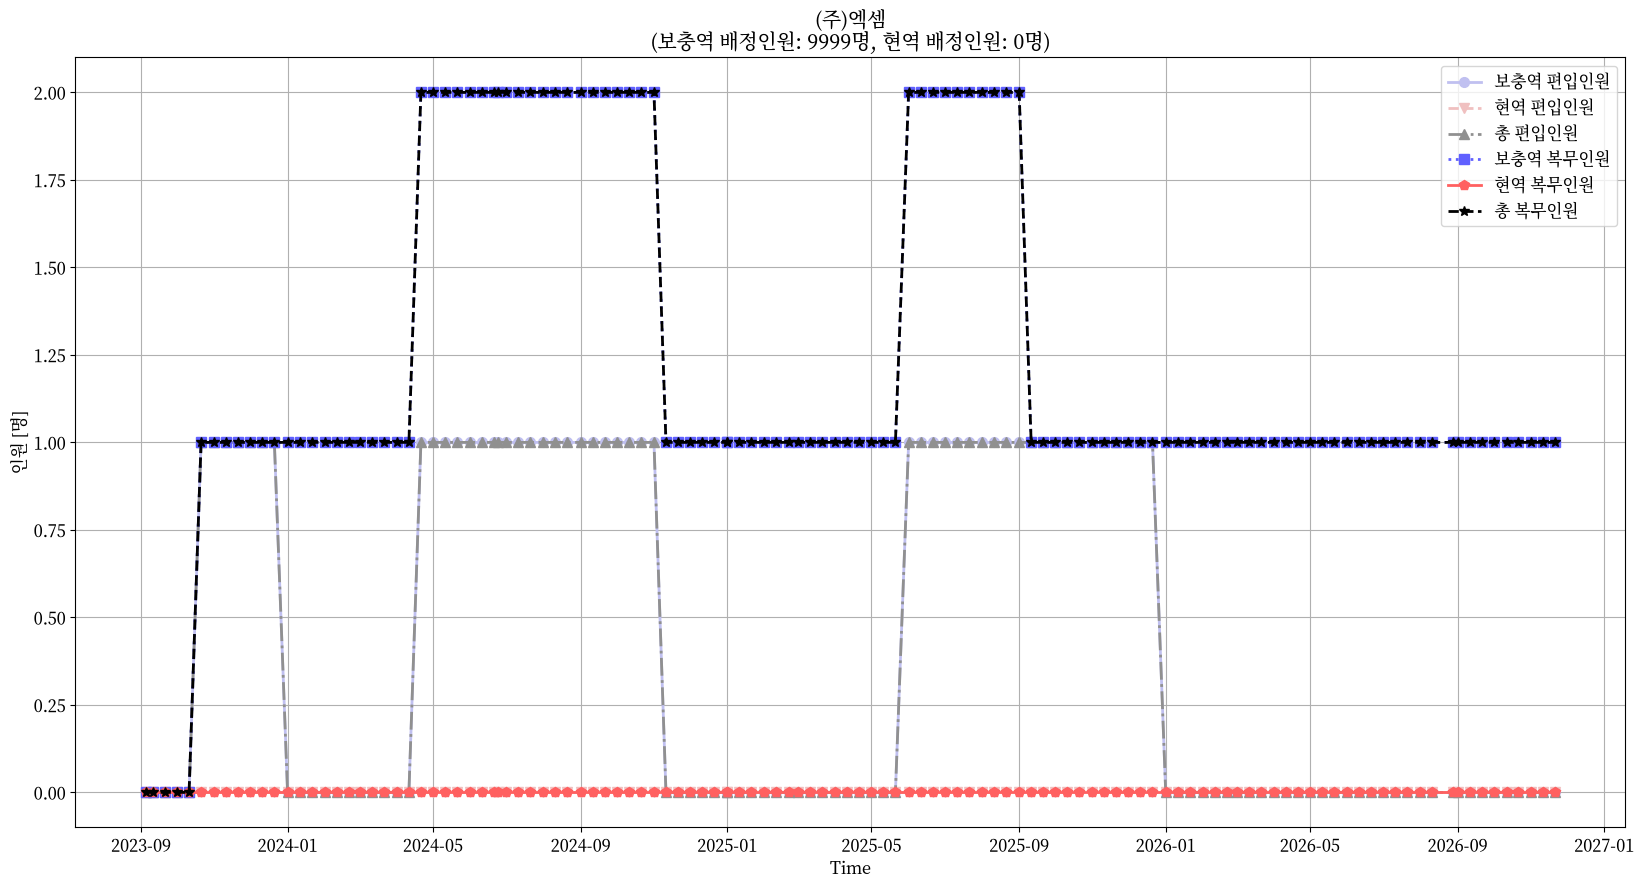 (주)엑셈
(보충역 배정인원: 9999명, 현역 배정인원: 0명)
보충역 편입인원
현역 편입인원
총 편입인원
보충역 복무인원
현역 복무인원
총 복무인원
인원 [명]
2.00
1.75
1.50
1.25
1.00
0.75
0.50
0.25
0.00
2023-09 2024-01 2024-05 2024-09 2025-01 2025-05 2025-09 2026-01 2026-05 2026-09 2027-01
Time